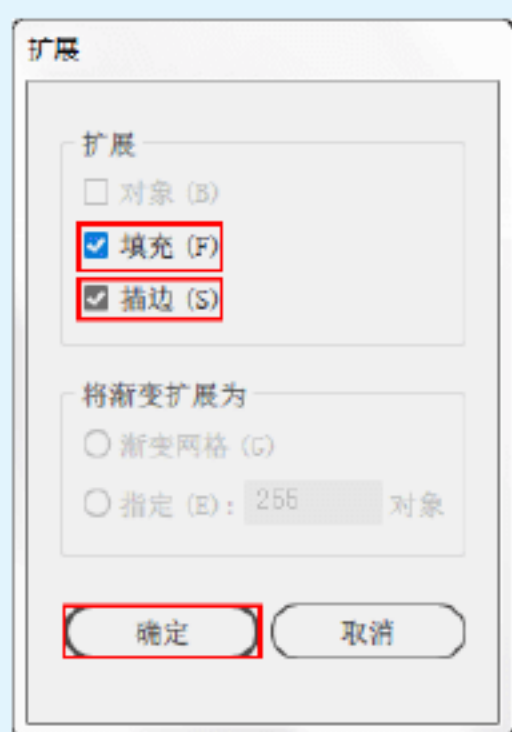 扩展
扩展
对象 (B)
填充 (F)
描边 (S)
将渐变扩展为
渐变网格 (G)
指定 (E): 255 对象
确定 取消